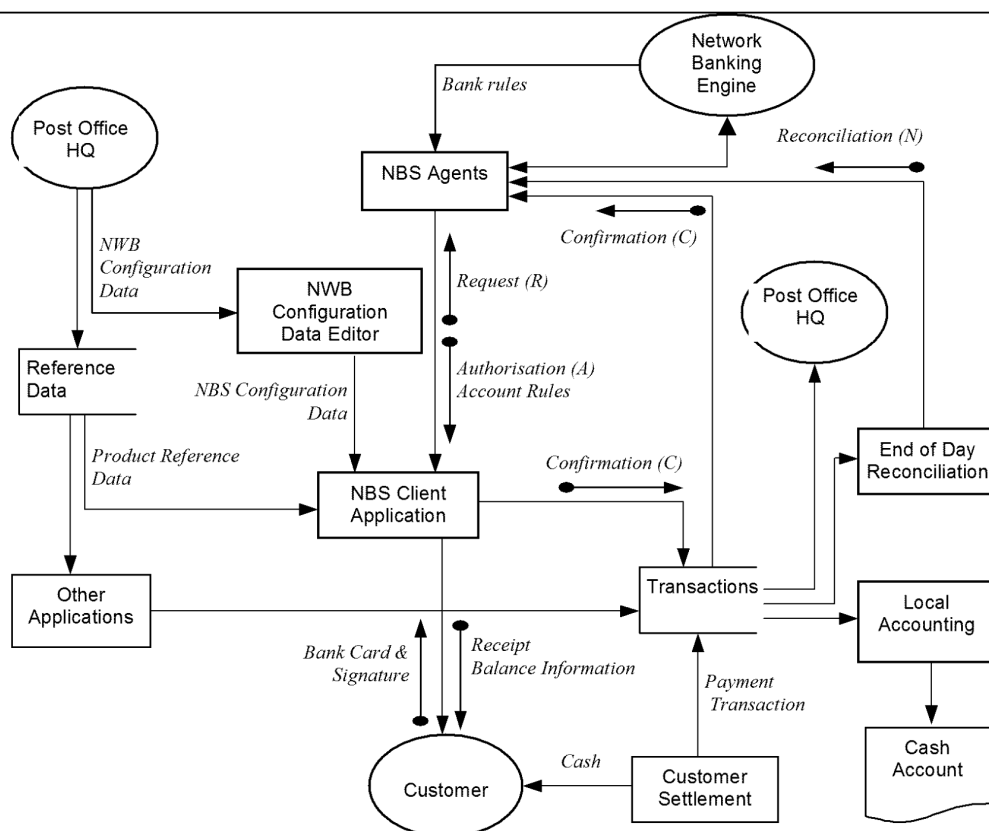 Network
Banking
Engine
Bank rules
Post Office
HQ
Reconciliation (N)
NBS Agents
Confirmation (C)
NWB
Configuration
Data
Request (R)
NWB
Configuration
Data Editor
Post Office
HQ
Reference
Data
Authorisation (A)
Account Rules
NBS Configuration
Data
Product Reference
Data
Confirmation (C)
End of Day
Reconciliation
NBS Client
Application
Other
Applications
Transactions
Local
Accounting
Bank Card &
Signature
Receipt
Balance Information
Payment
Transaction
Cash
Customer
Customer
Settlement
Cash
Account